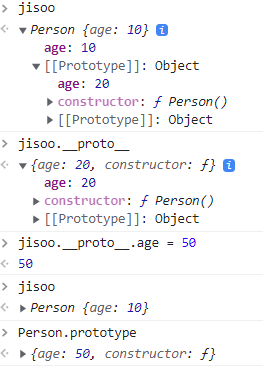 > jisoo
<· ▼ Person {age: 10} i
age: 10
▼ [[Prototype]]: Object
age: 20
▶ constructor: ƒ Person()
▶ [[Prototype]]: Object
> jisoo.__proto__
<· ▼ {age: 20, constructor: ƒ} i
age: 20
▶ constructor: ƒ Person()
▶ [[Prototype]]: Object
> jisoo.__proto__.age = 50
<· 50
> jisoo
<· ▶ Person {age: 10}
> Person.prototype
<· ▶ {age: 50, constructor: ƒ}